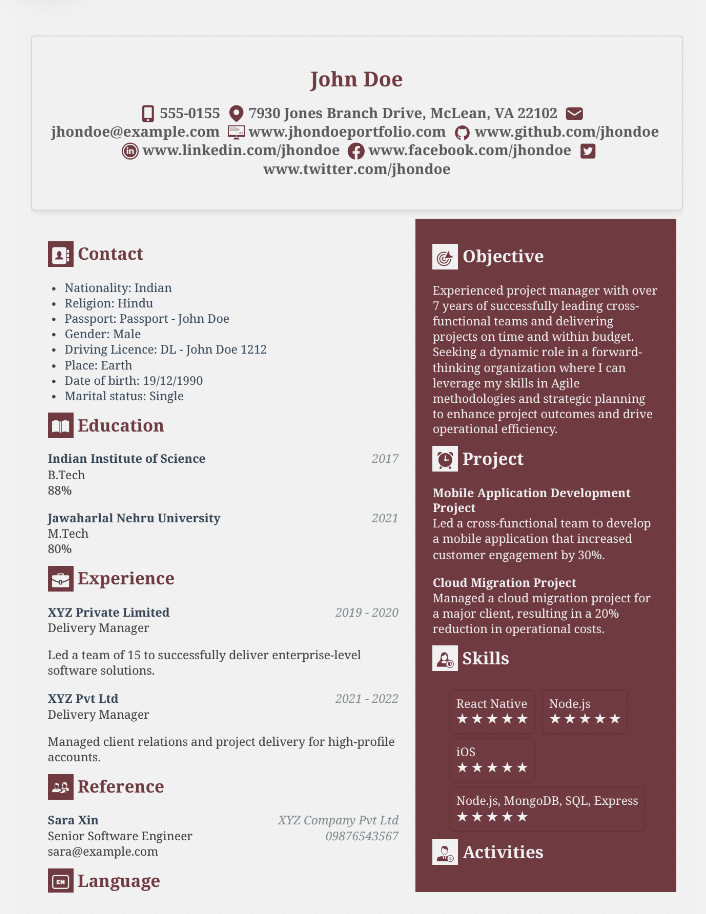 John Doe
555-0155 7930 Jones Branch Drive, McLean, VA 22102
jhondoe@example.com www.jhondoeportfolio.com www.github.com/jhondoe
www.linkedin.com/jhondoe www.facebook.com/jhondoe
www.twitter.com/jhondoe
Contact
• Nationality: Indian
• Religion: Hindu
• Passport: Passport - John Doe
• Gender: Male
• Driving Licence: DL - John Doe 1212
• Place: Earth
• Date of birth: 19/12/1990
• Marital status: Single
Education
Indian Institute of Science 2017
B.Tech
88%
Jawaharlal Nehru University 2021
M.Tech
80%
Experience
XYZ Private Limited 2019 - 2020
Delivery Manager
Led a team of 15 to successfully deliver enterprise-level
software solutions.
XYZ Pvt Ltd 2021 - 2022
Delivery Manager
Managed client relations and project delivery for high-profile
accounts.
Reference
Sara Xin XYZ Company Pvt Ltd
Senior Software Engineer 09876543567
sara@example.com
Language
Objective
Experienced project manager with over
7 years of successfully leading cross-
functional teams and delivering
projects on time and within budget.
Seeking a dynamic role in a forward-
thinking organization where I can
leverage my skills in Agile
methodologies and strategic planning
to enhance project outcomes and drive
operational efficiency.
Project
Mobile Application Development
Project
Led a cross-functional team to develop
a mobile application that increased
customer engagement by 30%.
Cloud Migration Project
Managed a cloud migration project for
a major client, resulting in a 20%
reduction in operational costs.
Skills
React Native Node.js
★★★★★ ★★★★★
iOS
★★★★★
Node.js, MongoDB, SQL, Express
★★★★★
Activities